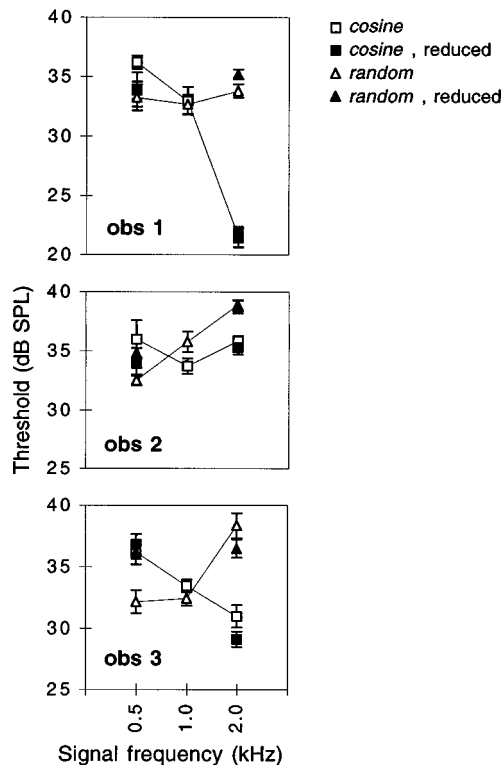 cosine
cosine , reduced
random
random , reduced
40
35
30
25
20
obs 1
40
35
30
25
obs 2
40
35
30
25
obs 3
Threshold (dB SPL)
0.5
1.0
2.0
Signal frequency (kHz)